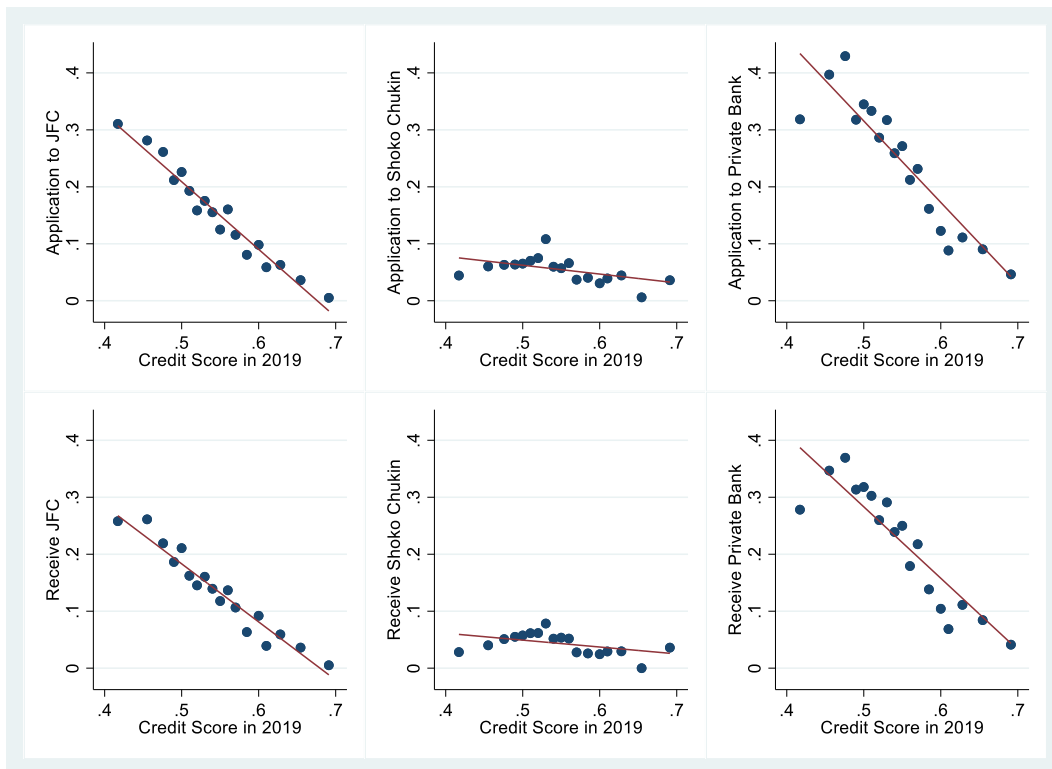 Application to JFC
.4
.3
.2
.1
0
.4 .5 .6 .7
Credit Score in 2019
Application to Shoko Chukin
.4
.3
.2
.1
0
.4 .5 .6 .7
Credit Score in 2019
Application to Private Bank
.4
.3
.2
.1
0
.4 .5 .6 .7
Credit Score in 2019
Receive JFC
.4
.3
.2
.1
0
.4 .5 .6 .7
Credit Score in 2019
Receive Shoko Chukin
.4
.3
.2
.1
0
.4 .5 .6 .7
Credit Score in 2019
Receive Private Bank
.4
.3
.2
.1
0
.4 .5 .6 .7
Credit Score in 2019